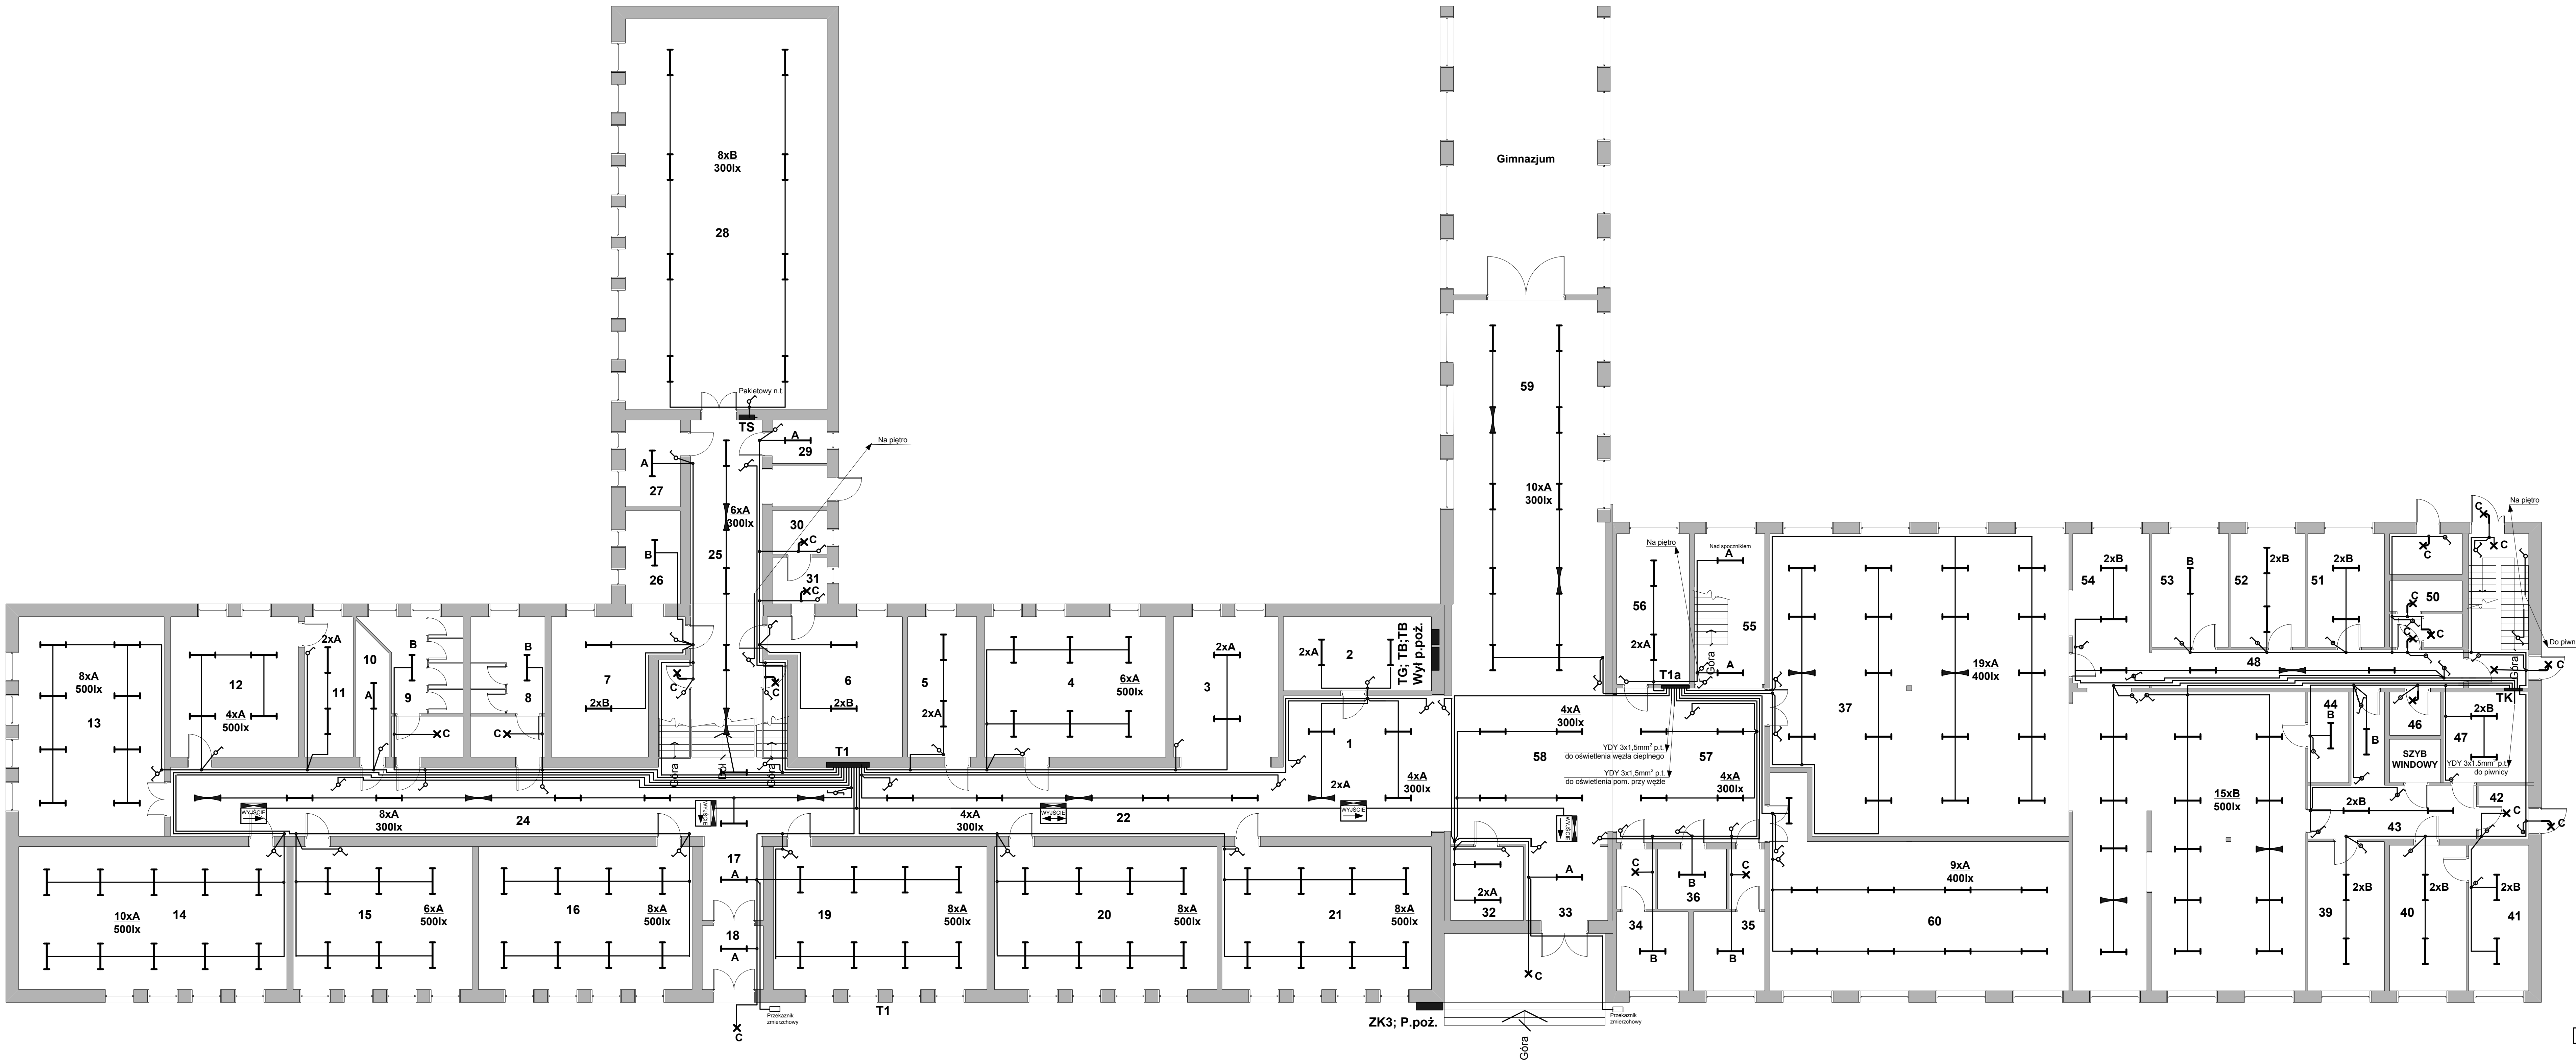 8xB
300lx
28
Gimnazjum
Pakietowy n.t.
TS
A
29
Na piętro
A
27
6xA
300lx
30
C
25
B
26
31
C
59
10xA
300lx
Na piętro
Nad spocznikiem
A
56
2xA
55
Góra
A
T1a
54
2xB
53
B
52
2xB
51
2xB
C
C
C
Na piętro
50
C
C
C
Do piwn
48
C
Góra
TK
13
8xA
500lx
12
4xA
500lx
2xA
11
10
A
B
9
C
B
8
C
7
2xB
C
C
Góra
Dół
Góra
6
2xB
T1
5
2xA
4
6xA
500lx
3
2xA
2xA
2
TG; TB;TB
Wył p.poż.
1
2xA
4xA
300lx
4xA
300lx
58
57
YDY 3x1,5mm² p.t.
do oświetlenia węzła cieplnego
YDY 3x1,5mm² p.t.
do oświetlenia pom. przy węźle
4xA
300lx
37
19xA
400lx
15xB
500lx
44
B
B
46
SZYB
WINDOWY
47
2xB
YDY 3x1,5mm² p.t.
do piwnicy
42
C
C
2xB
43
WYJŚCIE
8xA
300lx
24
WYJŚCIE
4xA
300lx
WYJŚCIE
22
WYJŚCIE
WYJŚCIE
14
10xA
500lx
15
6xA
500lx
16
8xA
500lx
17
A
18
A
19
8xA
500lx
20
8xA
500lx
21
8xA
500lx
2xA
32
A
33
C
34
B
B
36
C
35
B
9xA
400lx
60
2xB
39
2xB
40
2xB
41
C
Przekaźnik
zmierzchowy
T1
ZK3; P.poż.
C
Góra
Przekaźnik
zmierzchowy